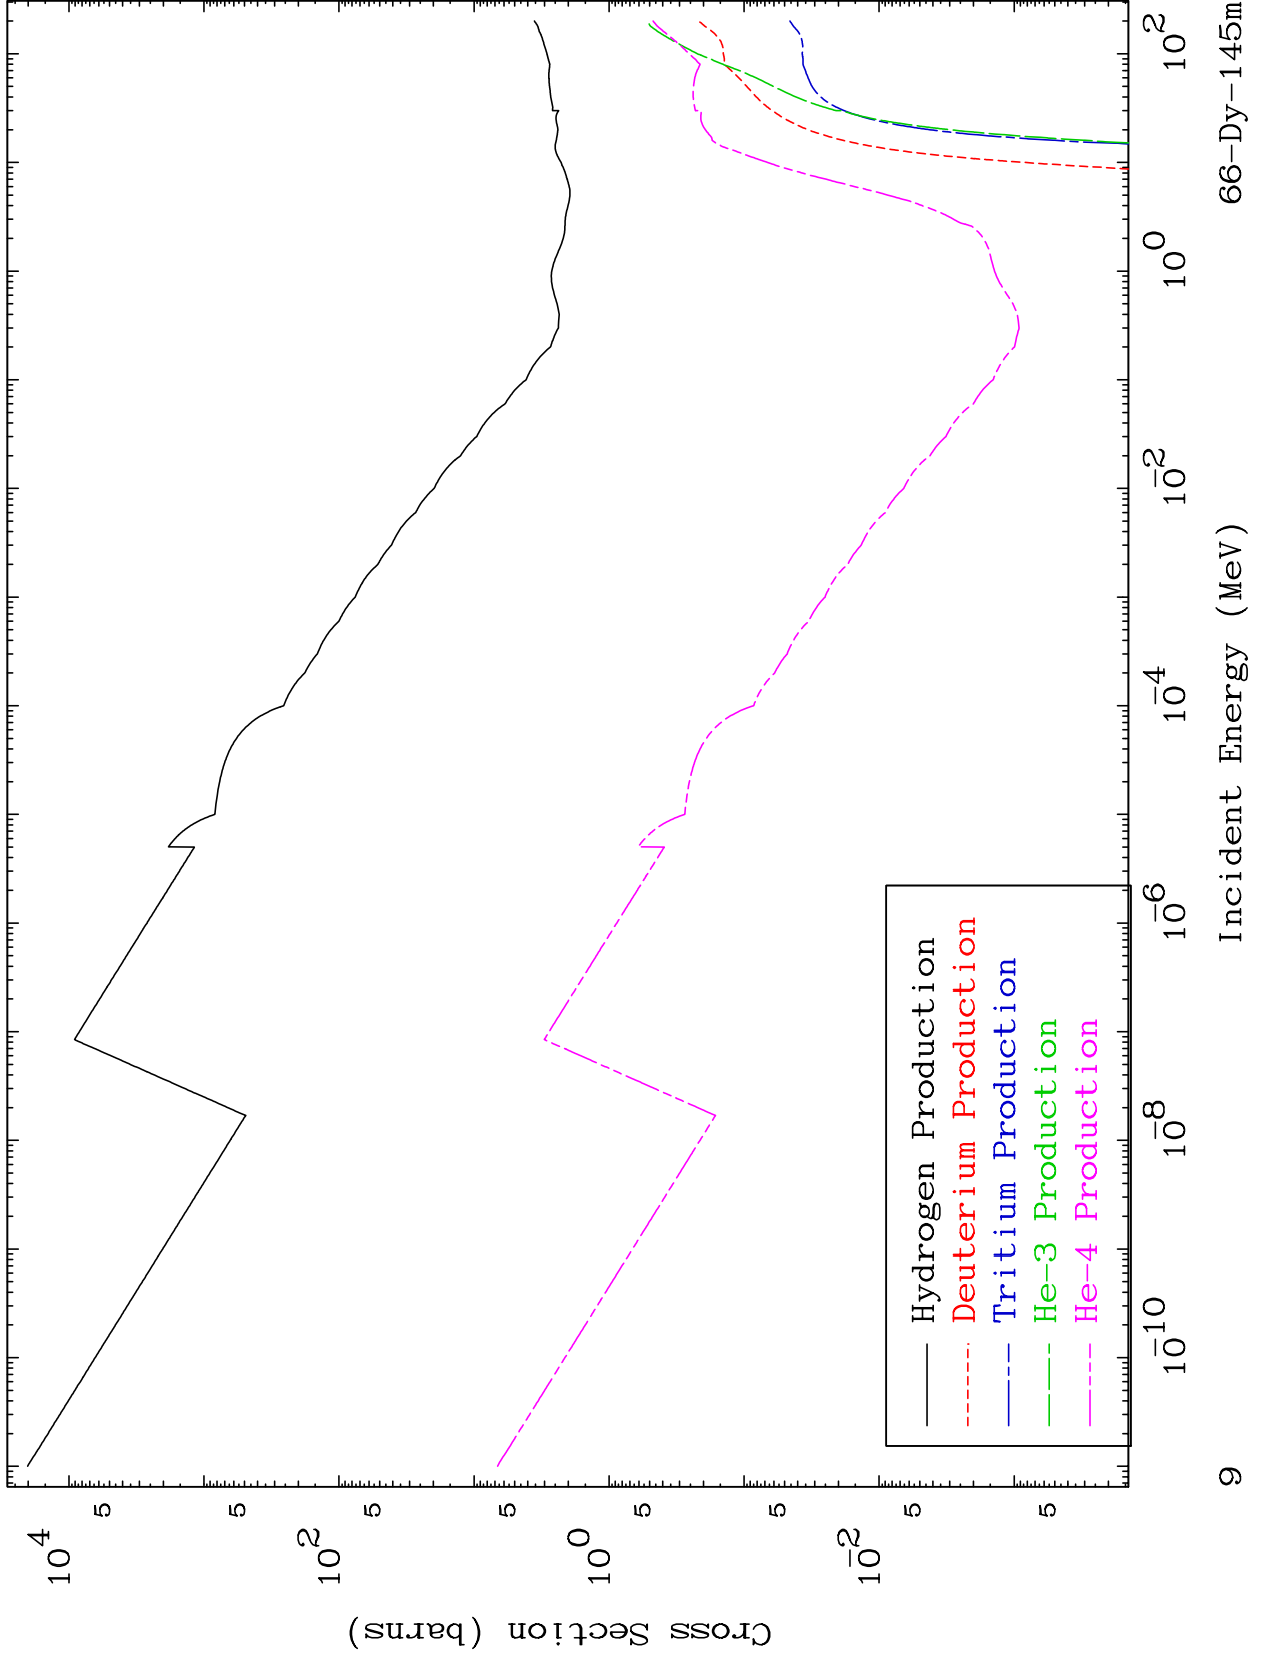 Cross Section (barns)
10^4
5
5
10^2
5
5
10^0
5
5
10^-2
5
5
Hydrogen Production
Deuterium Production
Tritium Production
He-3 Production
He-4 Production
10^-10
10^-8
10^-6
10^-4
10^-2
10^0
10^2
9
Incident Energy (MeV)
66-Dy-145m